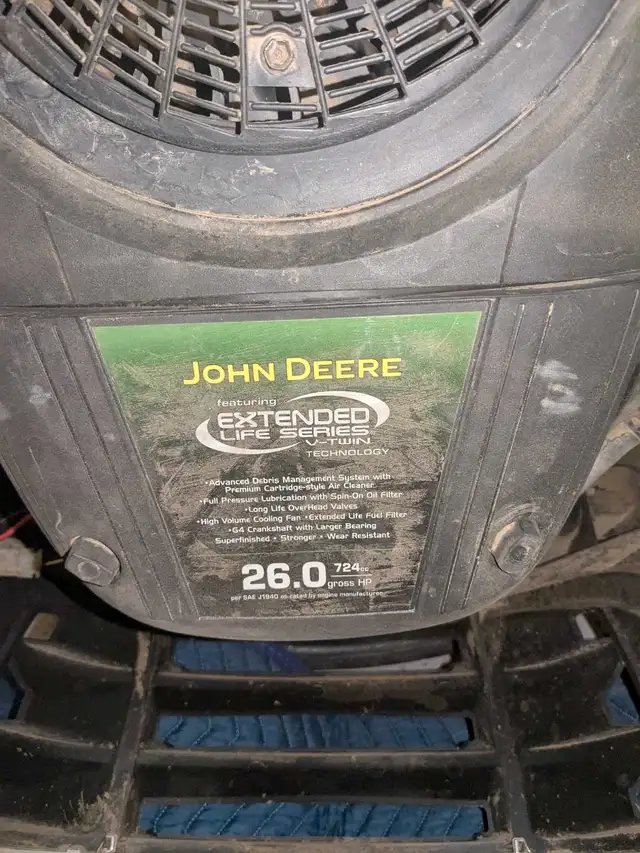 JOHN DEERE
featuring
EXTENDED
LIFE SERIES
V-TWIN
TECHNOLOGY
•Advanced Debris Management System with
Premium Cartridge-style Air Cleaner
•Full Pressure Lubrication with Spin-On Oil Filter
•Long Life OverHead Valves
•High Volume Cooling Fan •Extended Life Fuel Filter
•G4 Crankshaft with Larger Bearing
Superfinished • Stronger • Wear Resistant
26.0 724cc
gross HP
per SAE J1940 as rated by engine manufacturer